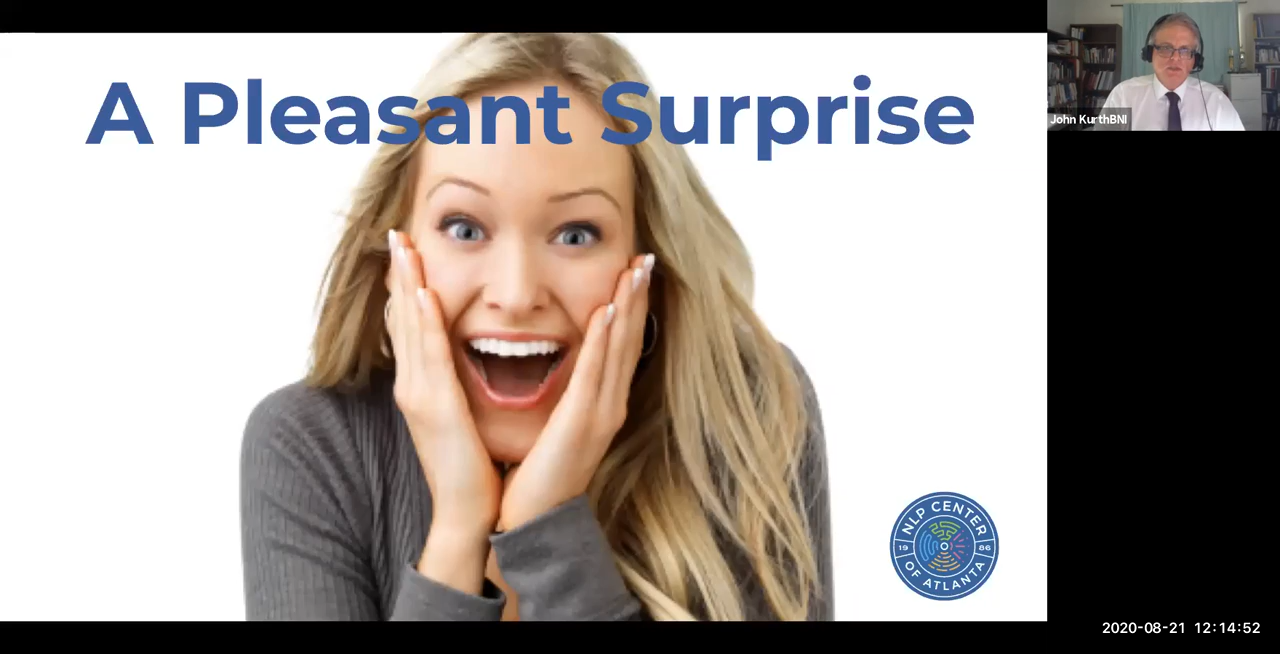 A Pleasant Surprise
John KurthBNI
NLP CENTER
19 86
OF ATLANTA
2020-08-21 12:14:52